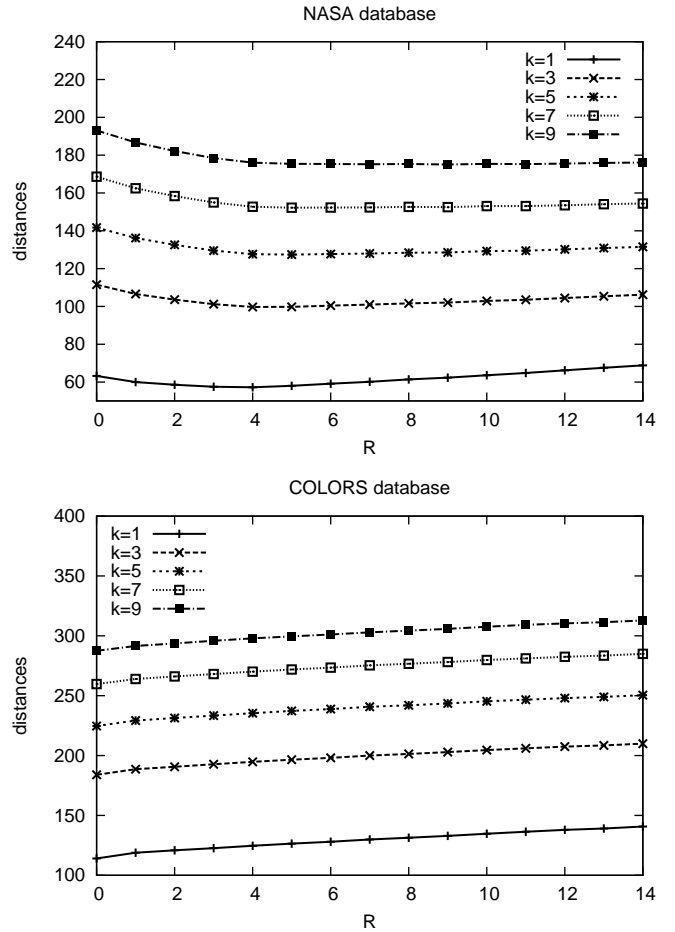 NASA database
240
220
200
180
160
140
120
100
80
60
distances
k=1
k=3
k=5
k=7
k=9
0 2 4 6 8 10 12 14
R
COLORS database
400
350
300
250
200
150
100
distances
k=1
k=3
k=5
k=7
k=9
0 2 4 6 8 10 12 14
R